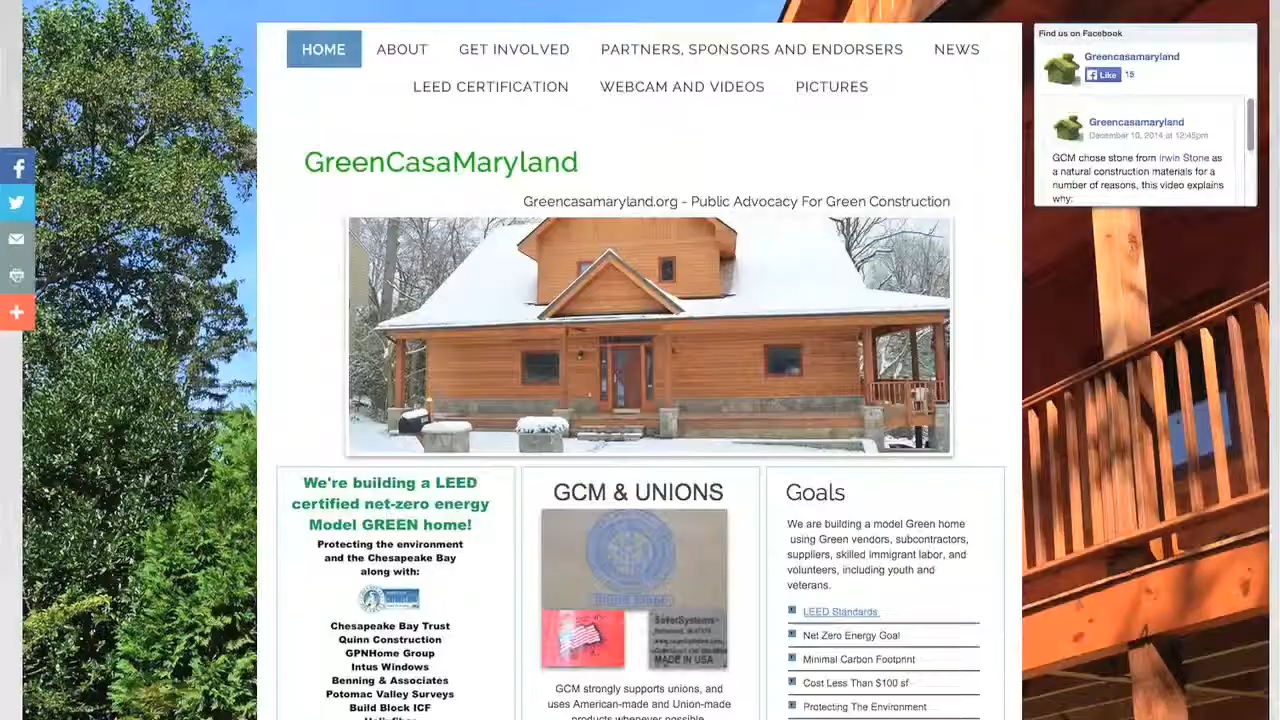 HOME ABOUT GET INVOLVED PARTNERS, SPONSORS AND ENDORSERS NEWS
LEED CERTIFICATION WEBCAM AND VIDEOS PICTURES
Find us on Facebook
Greencasamaryland
Like 15
Greencasamaryland
December 10, 2014 at 12:45pm
GCM chose stone from Irwin Stone as
a natural construction materials for a
number of reasons, this video explains
why:
GreenCasaMaryland
Greencasamaryland.org - Public Advocacy For Green Construction
We're building a LEED
certified net-zero energy
Model GREEN home!
Protecting the environment
and the Chesapeake Bay
along with:
Chesapeake Bay Trust
Quinn Construction
GPNHome Group
Intus Windows
Benning & Associates
Potomac Valley Surveys
Build Block ICF
GCM & UNIONS
MADE IN USA
GCM strongly supports unions, and
uses American-made and Union-made
products whenever possible
Goals
We are building a model Green home
using Green vendors, subcontractors,
suppliers, skilled immigrant labor, and
volunteers, including youth and
veterans.
LEED Standards
Net Zero Energy Goal
Minimal Carbon Footprint
Cost Less Than $100 sf
Protecting The Environment